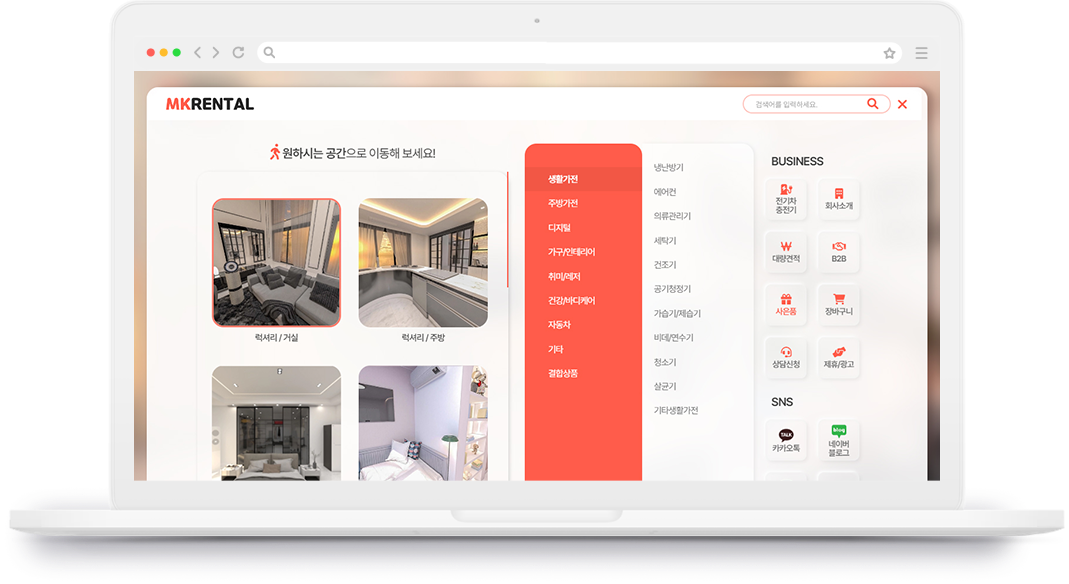 MKRENTAL
검색어를 입력하세요.
원하시는 공간으로 이동해 보세요!
럭셔리 / 거실
럭셔리 / 주방
생활가전
주방가전
디지털
가구/인테리어
취미/레저
건강/바디케어
자동차
기타
결합상품
냉난방기
에어컨
의류관리기
세탁기
건조기
공기청정기
가습기/제습기
비데/연수기
청소기
살균기
기타생활가전
BUSINESS
전기차
충전기
회사소개
대량견적
B2B
사은품
장바구니
상담신청
제휴/광고
SNS
TALK
카카오톡
blog
네이버
블로그